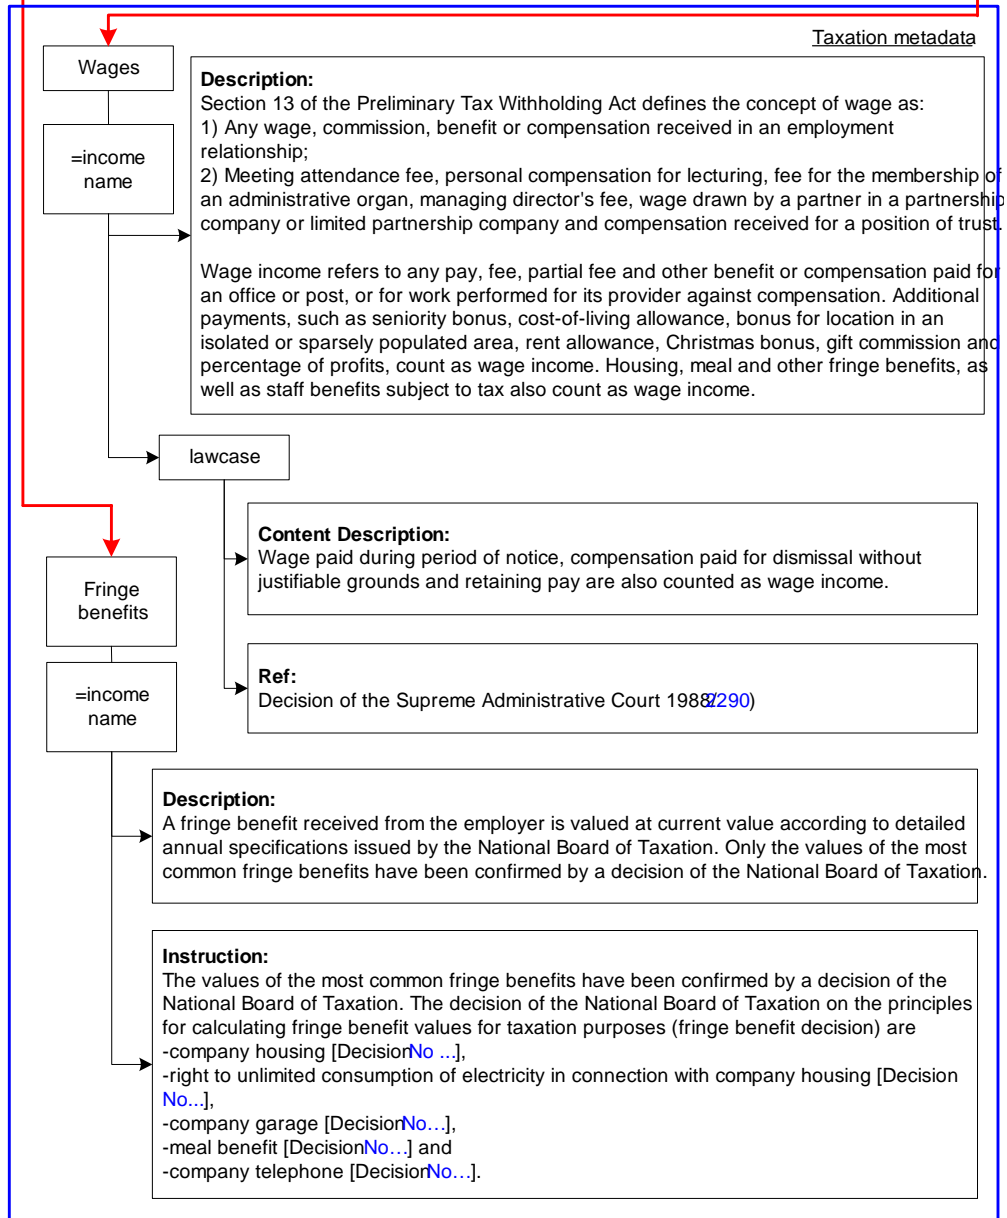 Taxation metadata
Wages
=income
name
Description:
Section 13 of the Preliminary Tax Withholding Act defines the concept of wage as:
1) Any wage, commission, benefit or compensation received in an employment
relationship;
2) Meeting attendance fee, personal compensation for lecturing, fee for the membership of
an administrative organ, managing director's fee, wage drawn by a partner in a partnership
company or limited partnership company and compensation received for a position of trust.
Wage income refers to any pay, fee, partial fee and other benefit or compensation paid for
an office or post, or for work performed for its provider against compensation. Additional
payments, such as seniority bonus, cost-of-living allowance, bonus for location in an
isolated or sparsely populated area, rent allowance, Christmas bonus, gift commission and
percentage of profits, count as wage income. Housing, meal and other fringe benefits, as
well as staff benefits subject to tax also count as wage income.
lawcase
Content Description:
Wage paid during period of notice, compensation paid for dismissal without
justifiable grounds and retaining pay are also counted as wage income.
Ref:
Decision of the Supreme Administrative Court 1988/2/290)
Fringe
benefits
=income
name
Description:
A fringe benefit received from the employer is valued at current value according to detailed
annual specifications issued by the National Board of Taxation. Only the values of the most
common fringe benefits have been confirmed by a decision of the National Board of Taxation.
Instruction:
The values of the most common fringe benefits have been confirmed by a decision of the
National Board of Taxation. The decision of the National Board of Taxation on the principles
for calculating fringe benefit values for taxation purposes (fringe benefit decision) are
-company housing [DecisionNo ...],
-right to unlimited consumption of electricity in connection with company housing [Decision
No...],
-company garage [DecisionNo…],
-meal benefit [DecisionNo…] and
-company telephone [DecisionNo…].